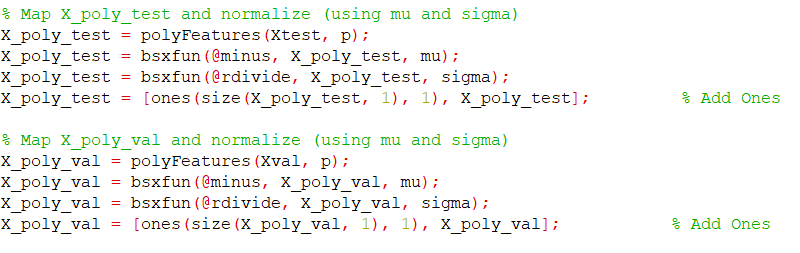 % Map X_poly_test and normalize (using mu and sigma)
X_poly_test = polyFeatures(Xtest, p);
X_poly_test = bsxfun(@minus, X_poly_test, mu);
X_poly_test = bsxfun(@rdivide, X_poly_test, sigma);
X_poly_test = [ones(size(X_poly_test, 1), 1), X_poly_test];         % Add Ones
% Map X_poly_val and normalize (using mu and sigma)
X_poly_val = polyFeatures(Xval, p);
X_poly_val = bsxfun(@minus, X_poly_val, mu);
X_poly_val = bsxfun(@rdivide, X_poly_val, sigma);
X_poly_val = [ones(size(X_poly_val, 1), 1), X_poly_val];           % Add Ones